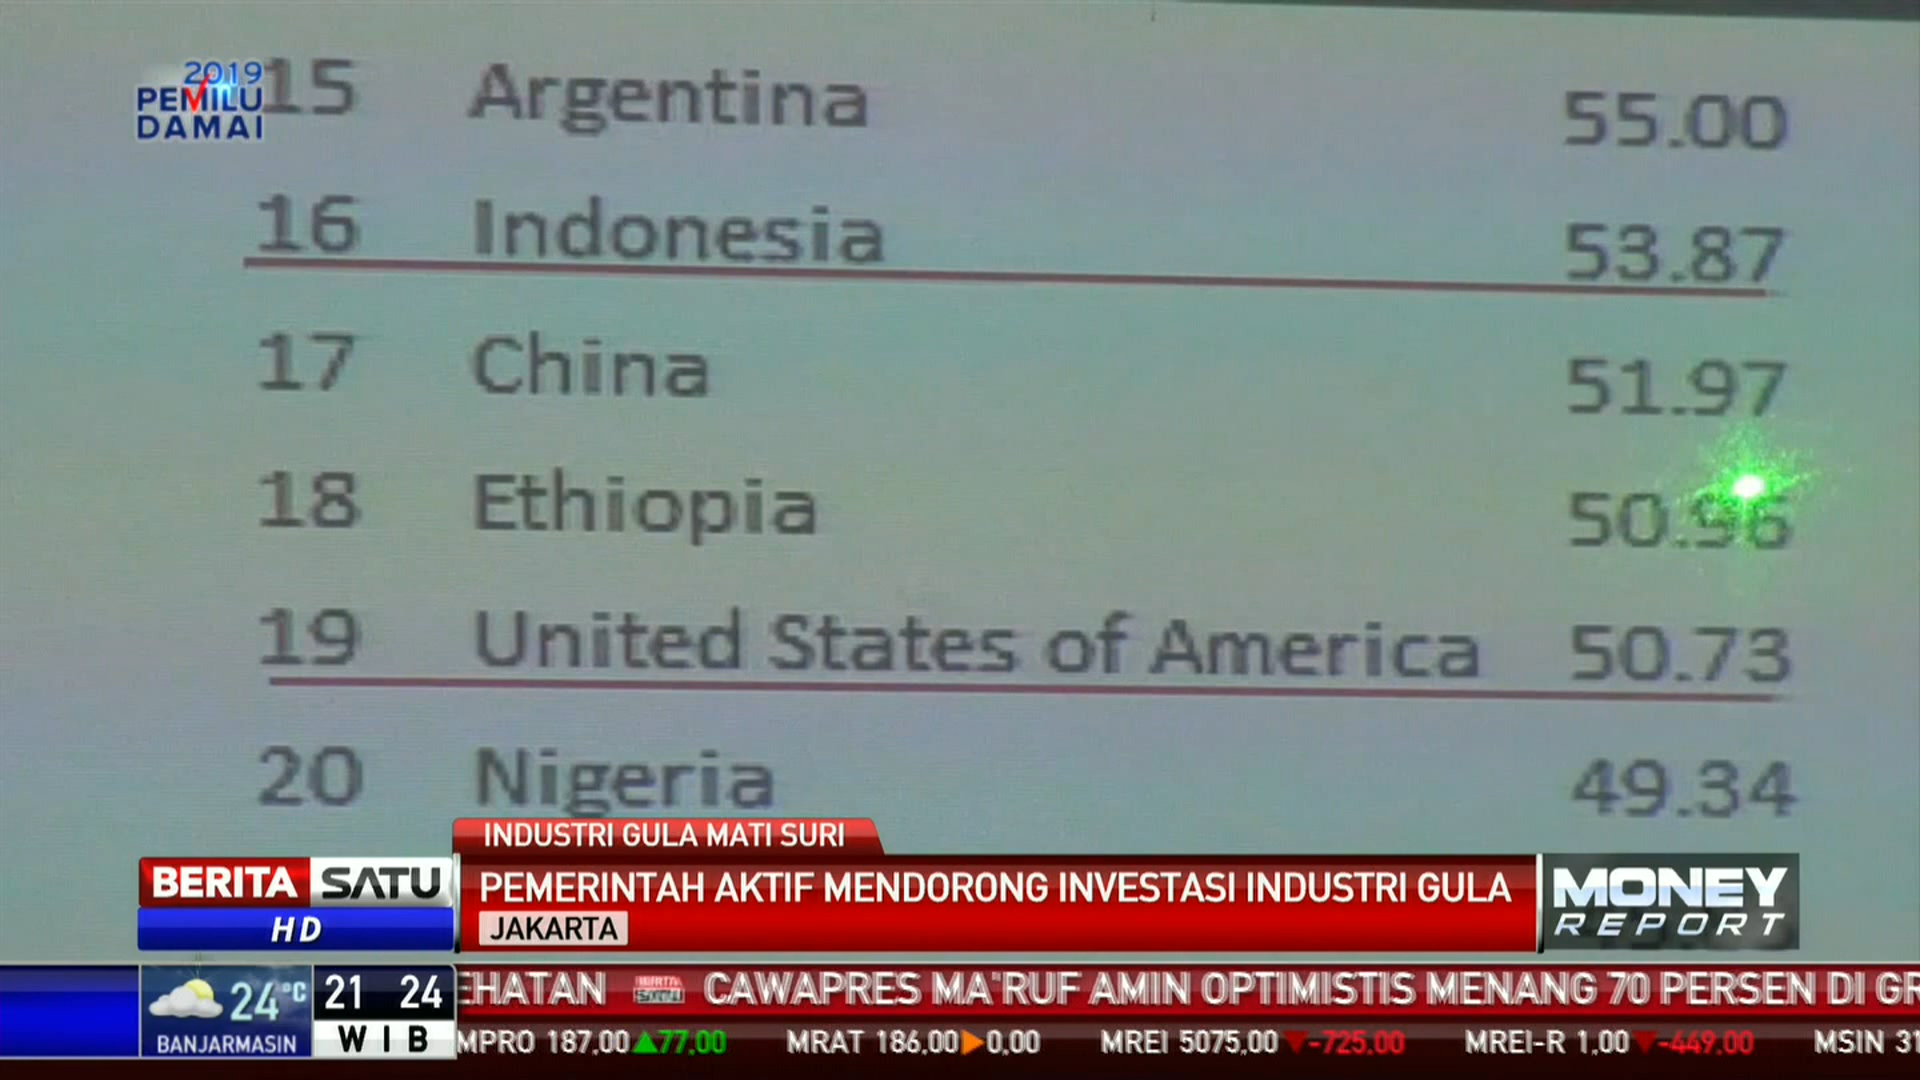 2019
PEMILU
DAMAI
15 Argentina 55.00
16 Indonesia 53.87
17 China 51.97
18 Ethiopia 50.96
19 United States of America 50.73
20 Nigeria 49.34
INDUSTRI GULA MATI SURI
BERITA SATU
HD
PEMERINTAH AKTIF MENDORONG INVESTASI INDUSTRI GULA
JAKARTA
MONEY
REPORT
24°C
BANJARMASIN
21 24
WIB
EHATAN BERITA SATU CAWAPRES MA'RUF AMIN OPTIMISTIS MENANG 70 PERSEN DI GR
MPRO 187,00 ▲77,00 MRAT 186,00 ▶0,00 MREI 5075,00 ▼-725.00 MREI-R 1,00 ▼-449.00 MSIN 31